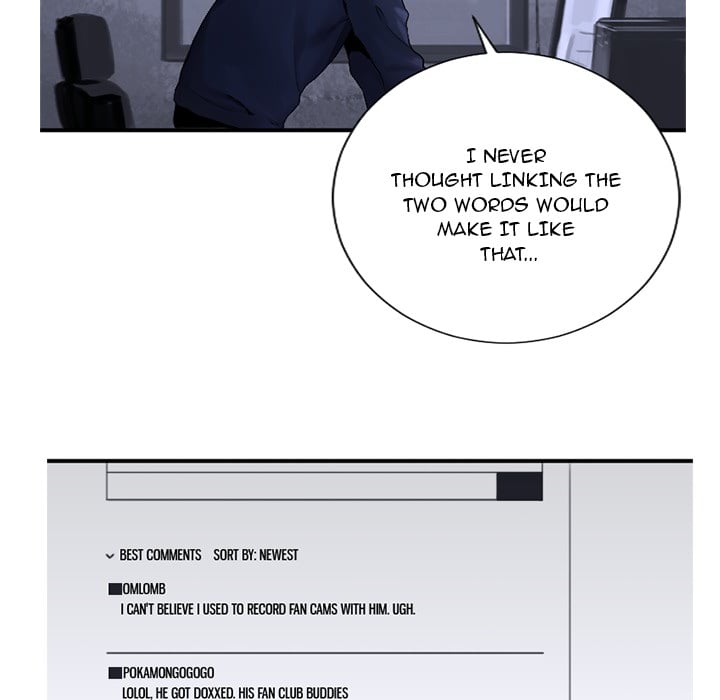 I NEVER
THOUGHT LINKING THE
TWO WORDS WOULD
MAKE IT LIKE
THAT...
BEST COMMENTS SORT BY: NEWEST
OMLOMB
I CAN'T BELIEVE I USED TO RECORD FAN CAMS WITH HIM. UGH.
POKAMONGOGOGO
LOLOL, HE GOT DOXXED. HIS FAN CLUB BUDDIES